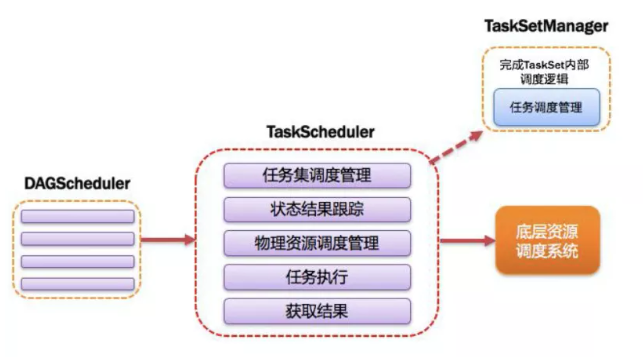 TaskSetManager
完成TaskSet内部
调度逻辑
任务调度管理
TaskScheduler
任务集调度管理
状态结果跟踪
物理资源调度管理
任务执行
获取结果
DAGScheduler
底层资源
调度系统